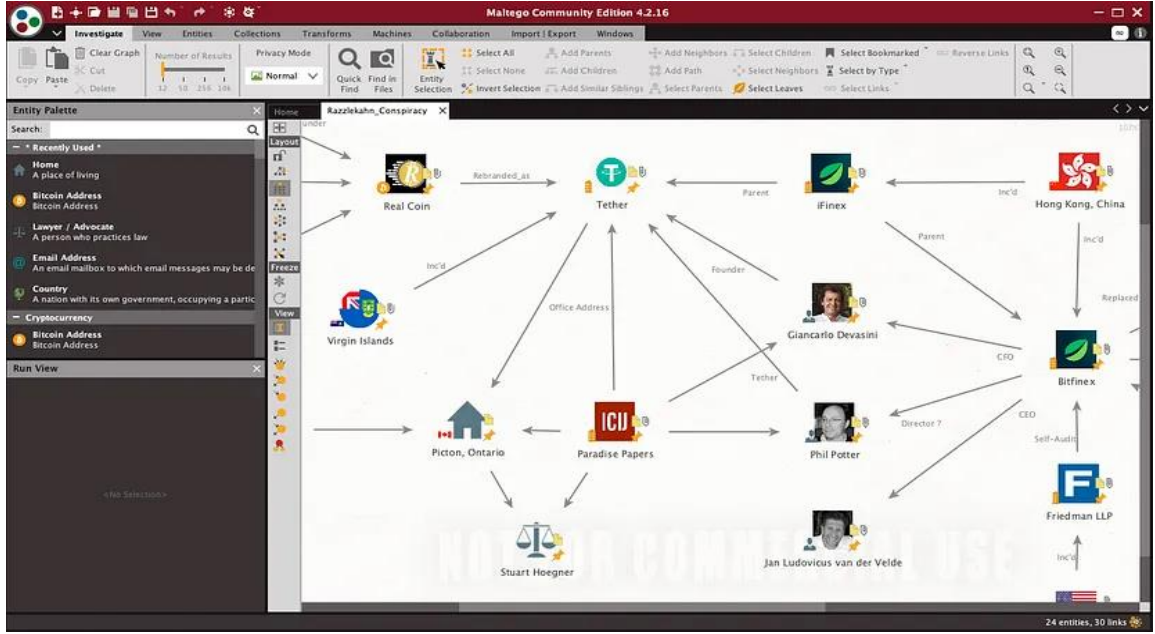 Maltego Community Edition 4.2.16
Investigate View Entities Collections Transforms Machines Collaboration Import | Export Windows
Copy Paste
Clear Graph
Cut
Delete
Number of Results
12 50 256 10k
Privacy Mode
Normal
Quick Find
Find in Files
Entity Selection
Select All
Select None
Invert Selection
Add Parents
Add Children
Add Similar Siblings
Add Neighbors
Add Path
Select Parents
Select Children
Select Neighbors
Select Leaves
Select Bookmarked
Select by Type
Select Links
Reverse Links
Entity Palette
Search:
* Recently Used *
Home
A place of living
Bitcoin Address
Bitcoin Address
Lawyer / Advocate
A person who practices law
Email Address
An email mailbox to which email messages may be de
Country
A nation with its own government, occupying a partic
Cryptocurrency
Bitcoin Address
Bitcoin Address
Run View
<No Selection>
Home Razzlekahn_Conspiracy
Layout
Freeze
View
under
Real Coin
Rebranded_as
Tether
Parent
iFinex
Inc'd
Hong Kong, China
Inc'd
Founder
Parent
Inc'd
Replaced
Office Address
Virgin Islands
Giancarlo Devasini
CFO
Bitfinex
Tether
ICIJ
Picton, Ontario
Paradise Papers
Phil Potter
Director ?
CEO
Self-Audit
F
Friedman LLP
Stuart Hoegner
Jan Ludovicus van der Velde
Inc'd
NOT FOR COMMERCIAL USE
24 entities, 30 links